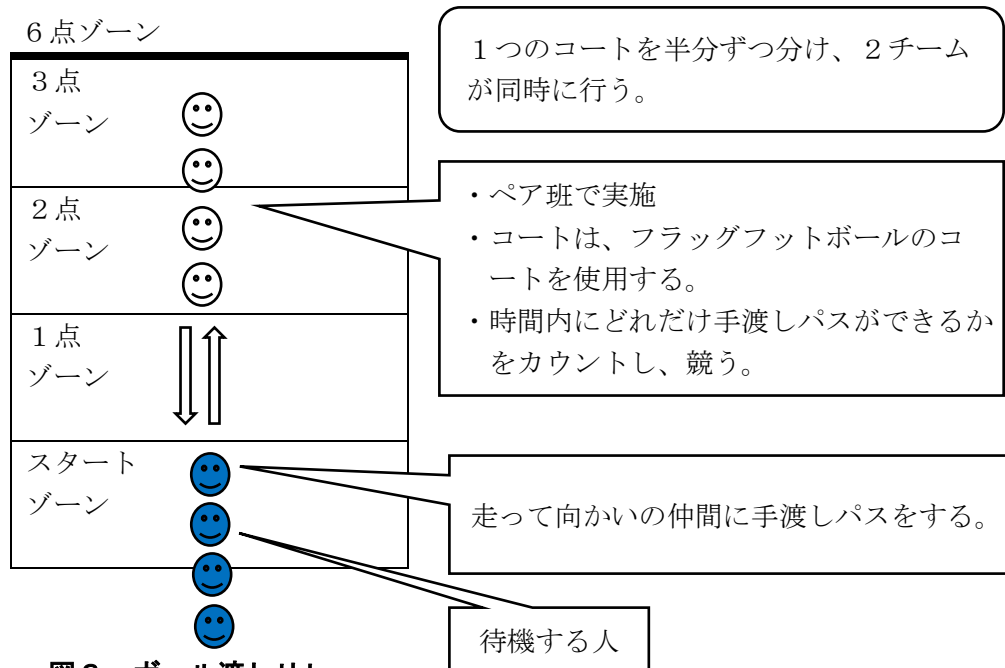 ６点ゾーン
３点
ゾーン
２点
ゾーン
１点
ゾーン
スタート
ゾーン
１つのコートを半分ずつ分け、２チーム
が同時に行う。
・ペア班で実施
・コートは、フラッグフットボールのコ
ートを使用する。
・時間内にどれだけ手渡しパスができるか
をカウントし、競う。
走って向かいの仲間に手渡しパスをする。
待機する人